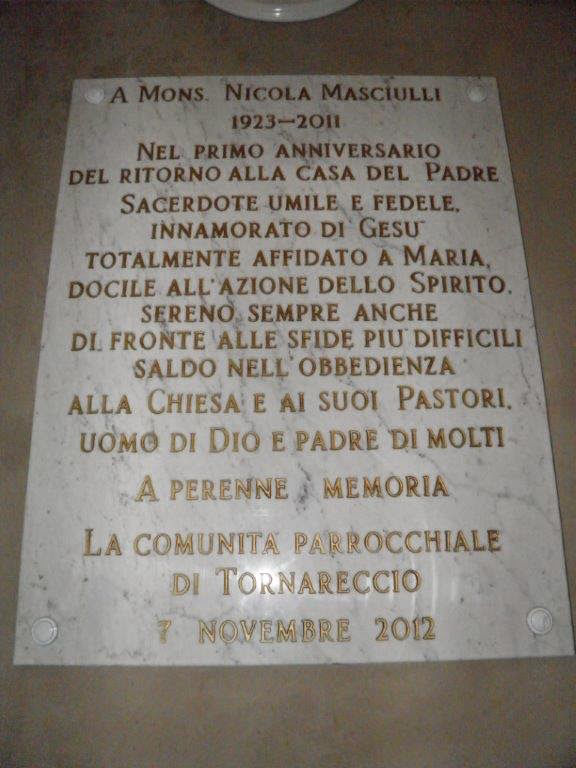 A Mons. Nicola Masciulli
1923-2011
Nel primo anniversario
del ritorno alla casa del Padre
Sacerdote umile e fedele,
innamorato di Gesu'
totalmente affidato a Maria,
docile all'azione dello Spirito,
sereno sempre anche
di fronte alle sfide piu' difficili
saldo nell'obbedienza
alla Chiesa e ai suoi Pastori,
uomo di Dio e padre di molti
A perenne memoria
La comunita' parrocchiale
di Tornareccio
7 novembre 2012